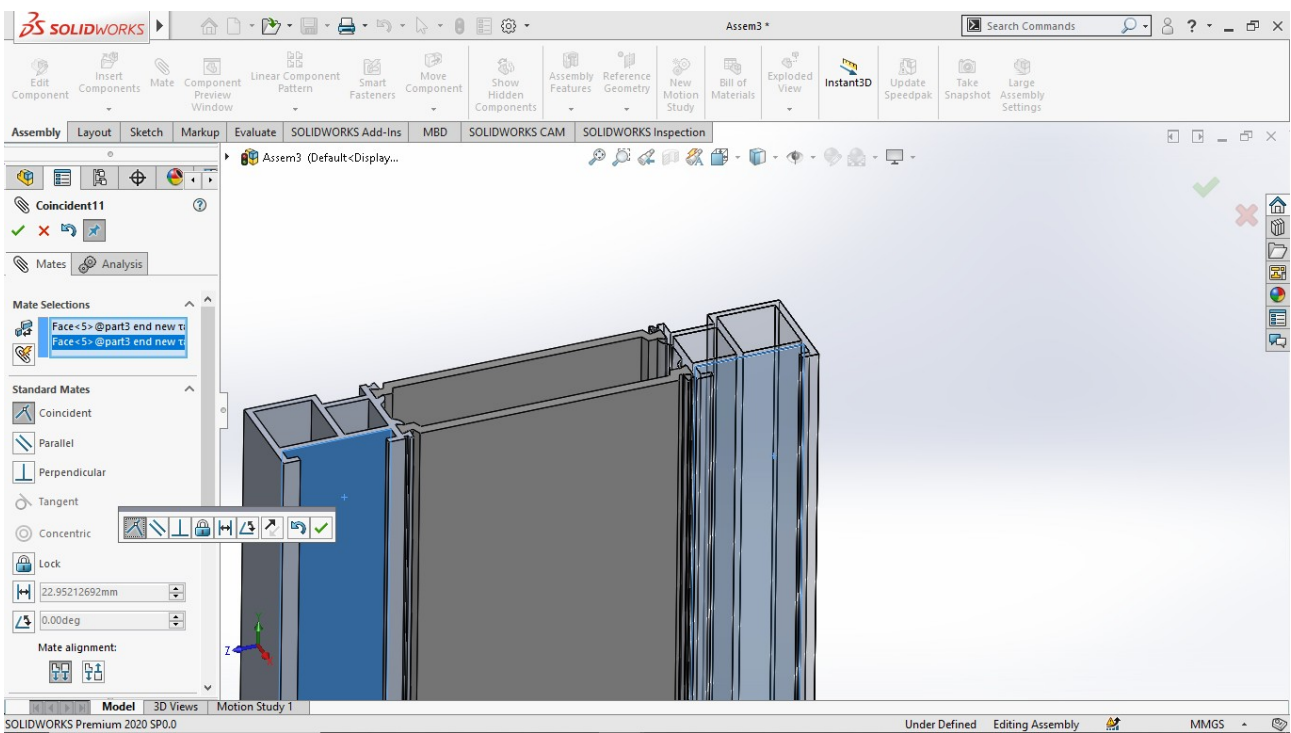 SOLIDWORKS
Assem3 *
Search Commands
?
Edit Component
Insert Components
Mate
Component Preview Window
Linear Component Pattern
Smart Fasteners
Move Component
Show Hidden Components
Assembly Features
Reference Geometry
New Motion Study
Bill of Materials
Exploded View
Instant3D
Update Speedpak
Take Snapshot
Large Assembly Settings
Assembly Layout Sketch Markup Evaluate SOLIDWORKS Add-Ins MBD SOLIDWORKS CAM SOLIDWORKS Inspection
Assem3 (Default<Display...
Coincident11
Mates Analysis
Mate Selections
Face<5>@part3 end new
Face<5>@part3 end new
Standard Mates
Coincident
Parallel
Perpendicular
Tangent
Concentric
Lock
22.95212692mm
0.00deg
Mate alignment:
Z
Y
Model 3D Views Motion Study 1
SOLIDWORKS Premium 2020 SP0.0
Under Defined Editing Assembly MMGS